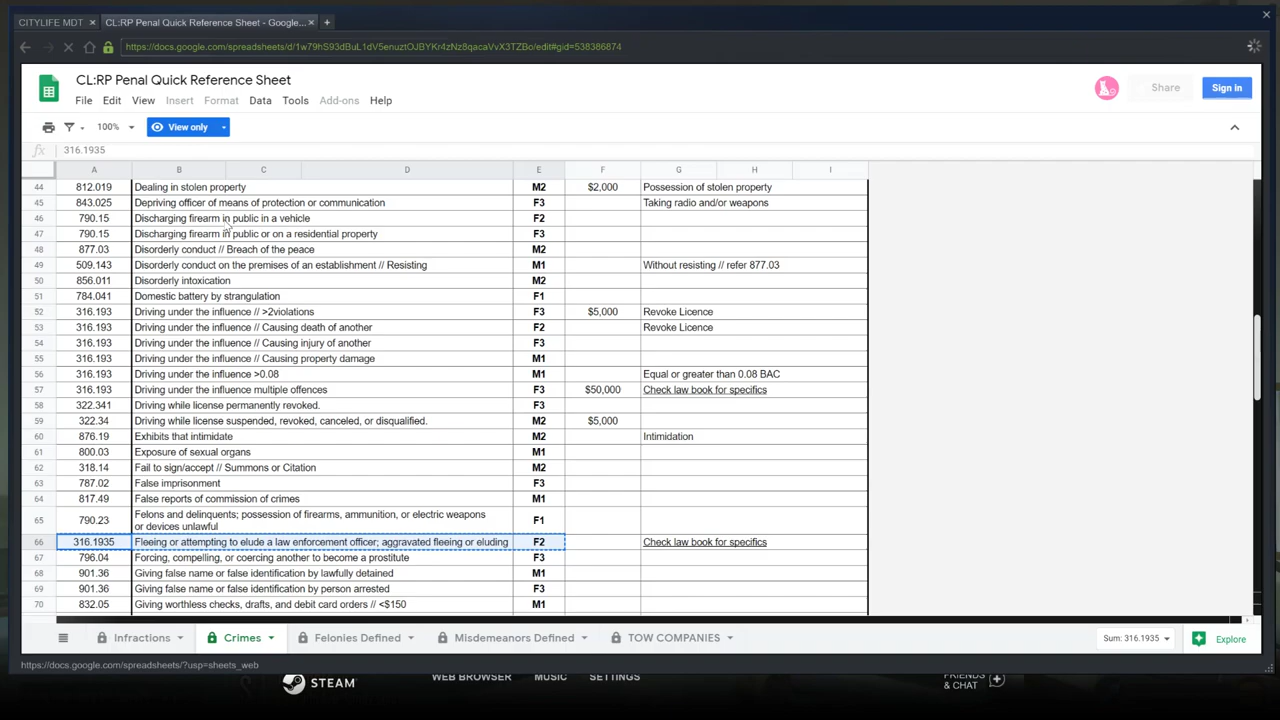 CITYLIFE MDT × CL:RP Penal Quick Reference Sheet - Google... × +
https://docs.google.com/spreadsheets/d/1w79hS93dBuL1dV5enuztOJBYKr4zNz8qacaVvX3TZBo/edit#gid=538386874
CL:RP Penal Quick Reference Sheet
File Edit View Insert Format Data Tools Add-ons Help
Share Sign in
100% View only
fx 316.1935
A B C D E F G H I
44 812.019 Dealing in stolen property M2 $2,000 Possession of stolen property
45 843.025 Depriving officer of means of protection or communication F3 Taking radio and/or weapons
46 790.15 Discharging firearm in public in a vehicle F2
47 790.15 Discharging firearm in public or on a residential property F3
48 877.03 Disorderly conduct // Breach of the peace M2
49 509.143 Disorderly conduct on the premises of an establishment // Resisting M1 Without resisting // refer 877.03
50 856.011 Disorderly intoxication M2
51 784.041 Domestic battery by strangulation F1
52 316.193 Driving under the influence // >2violations F3 $5,000 Revoke Licence
53 316.193 Driving under the influence // Causing death of another F2 Revoke Licence
54 316.193 Driving under the influence // Causing injury of another F3
55 316.193 Driving under the influence // Causing property damage M1
56 316.193 Driving under the influence >0.08 M1 Equal or greater than 0.08 BAC
57 316.193 Driving under the influence multiple offences F3 $50,000 Check law book for specifics
58 322.341 Driving while license permanently revoked. F3
59 322.34 Driving while license suspended, revoked, canceled, or disqualified. M2 $5,000
60 876.19 Exhibits that intimidate M2 Intimidation
61 800.03 Exposure of sexual organs M1
62 318.14 Fail to sign/accept // Summons or Citation M2
63 787.02 False imprisonment F3
64 817.49 False reports of commission of crimes M1
65 790.23 Felons and delinquents; possession of firearms, ammunition, or electric weapons
or devices unlawful F1
66 316.1935 Fleeing or attempting to elude a law enforcement officer; aggravated fleeing or eluding F2 Check law book for specifics
67 796.04 Forcing, compelling, or coercing another to become a prostitute F3
68 901.36 Giving false name or false identification by lawfully detained M1
69 901.36 Giving false name or false identification by person arrested F3
70 832.05 Giving worthless checks, drafts, and debit card orders // <$150 M1
Infractions Crimes Felonies Defined Misdemeanors Defined TOW COMPANIES Sum: 316.1935 Explore
https://docs.google.com/spreadsheets/?usp=sheets_web
STEAM WEB BROWSER MUSIC SETTINGS FRIENDS
& CHAT